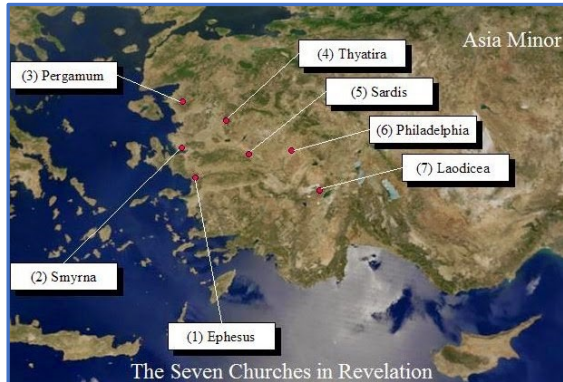 Asia Minor
(4) Thyatira
(3) Pergamum
(5) Sardis
(6) Philadelphia
(7) Laodicea
(2) Smyrna
(1) Ephesus
The Seven Churches in Revelation